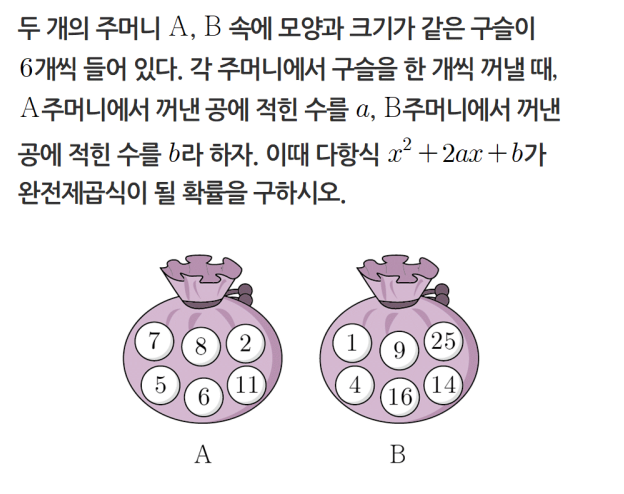 두 개의 주머니 A, B 속에 모양과 크기가 같은 구슬이
6개씩 들어 있다. 각 주머니에서 구슬을 한 개씩 꺼낼 때,
A주머니에서 꺼낸 공에 적힌 수를 a, B주머니에서 꺼낸
공에 적힌 수를 b라 하자. 이때 다항식 x² + 2ax + b가
완전제곱식이 될 확률을 구하시오.
7 8 2
5 6 11
1 9 25
4 16 14
A B